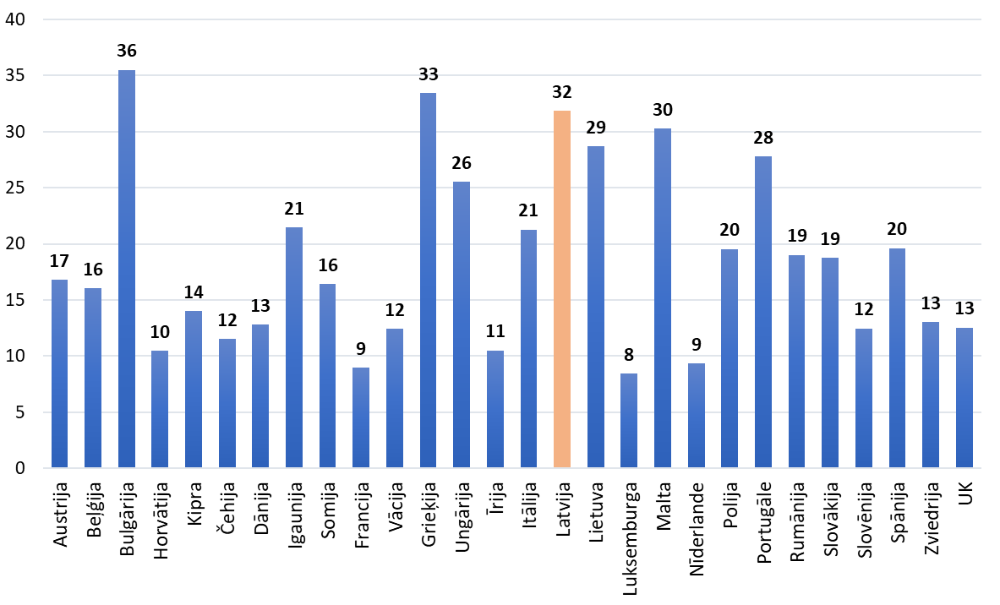 40
35
30
25
20
15
10
5
0
17
16
36
10
14
12
13
21
16
9
12
33
26
11
21
32
29
8
30
9
20
28
19
19
12
20
13
13
Austrija
Beļģija
Bulgārija
Horvātija
Kipra
Čehija
Dānija
Igaunija
Somija
Francija
Vācija
Grieķija
Ungārija
Īrija
Itālija
Latvija
Lietuva
Luksemburga
Malta
Nīderlande
Polija
Portugāle
Rumānija
Slovākija
Slovēnija
Spānija
Zviedrija
UK